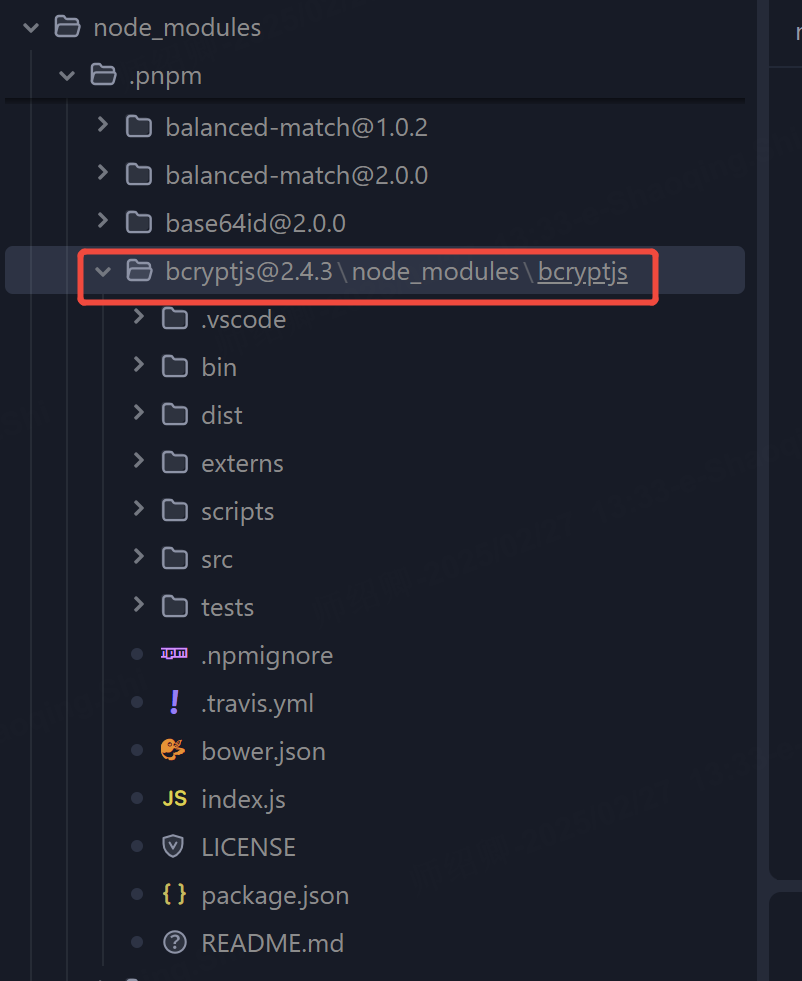 node_modules
.pnpm
balanced-match@1.0.2
balanced-match@2.0.0
base64id@2.0.0
bcryptjs@2.4.3\node_modules\bcryptjs
.vscode
bin
dist
externs
scripts
src
tests
.npmignore
.travis.yml
bower.json
JS index.js
LICENSE
package.json
README.md